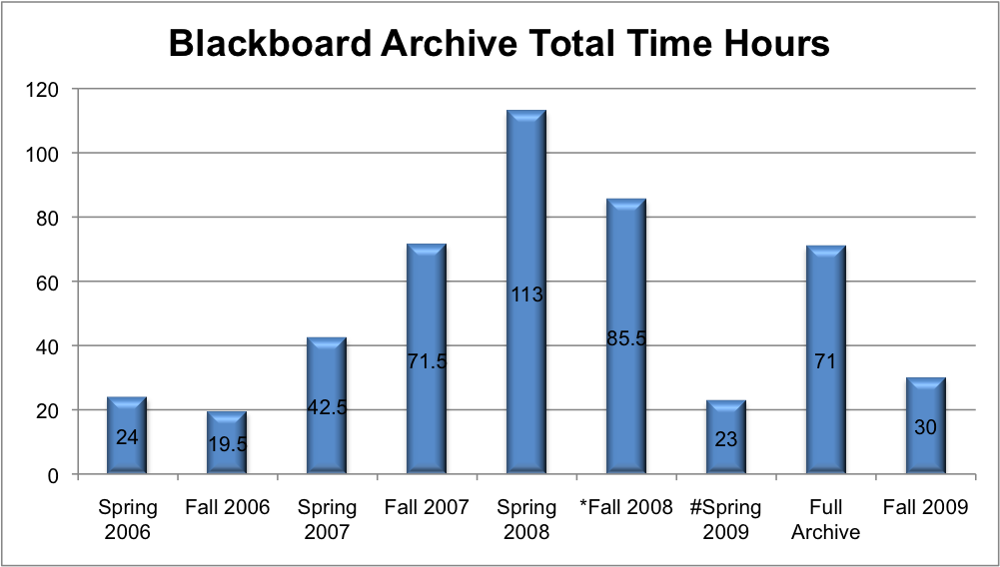 Blackboard Archive Total Time Hours
120
100
80
60
40
20
0
24
19.5
42.5
71.5
113
85.5
23
71
30
Spring
2006
Fall 2006
Spring
2007
Fall 2007
Spring
2008
*Fall 2008
#Spring
2009
Full
Archive
Fall 2009